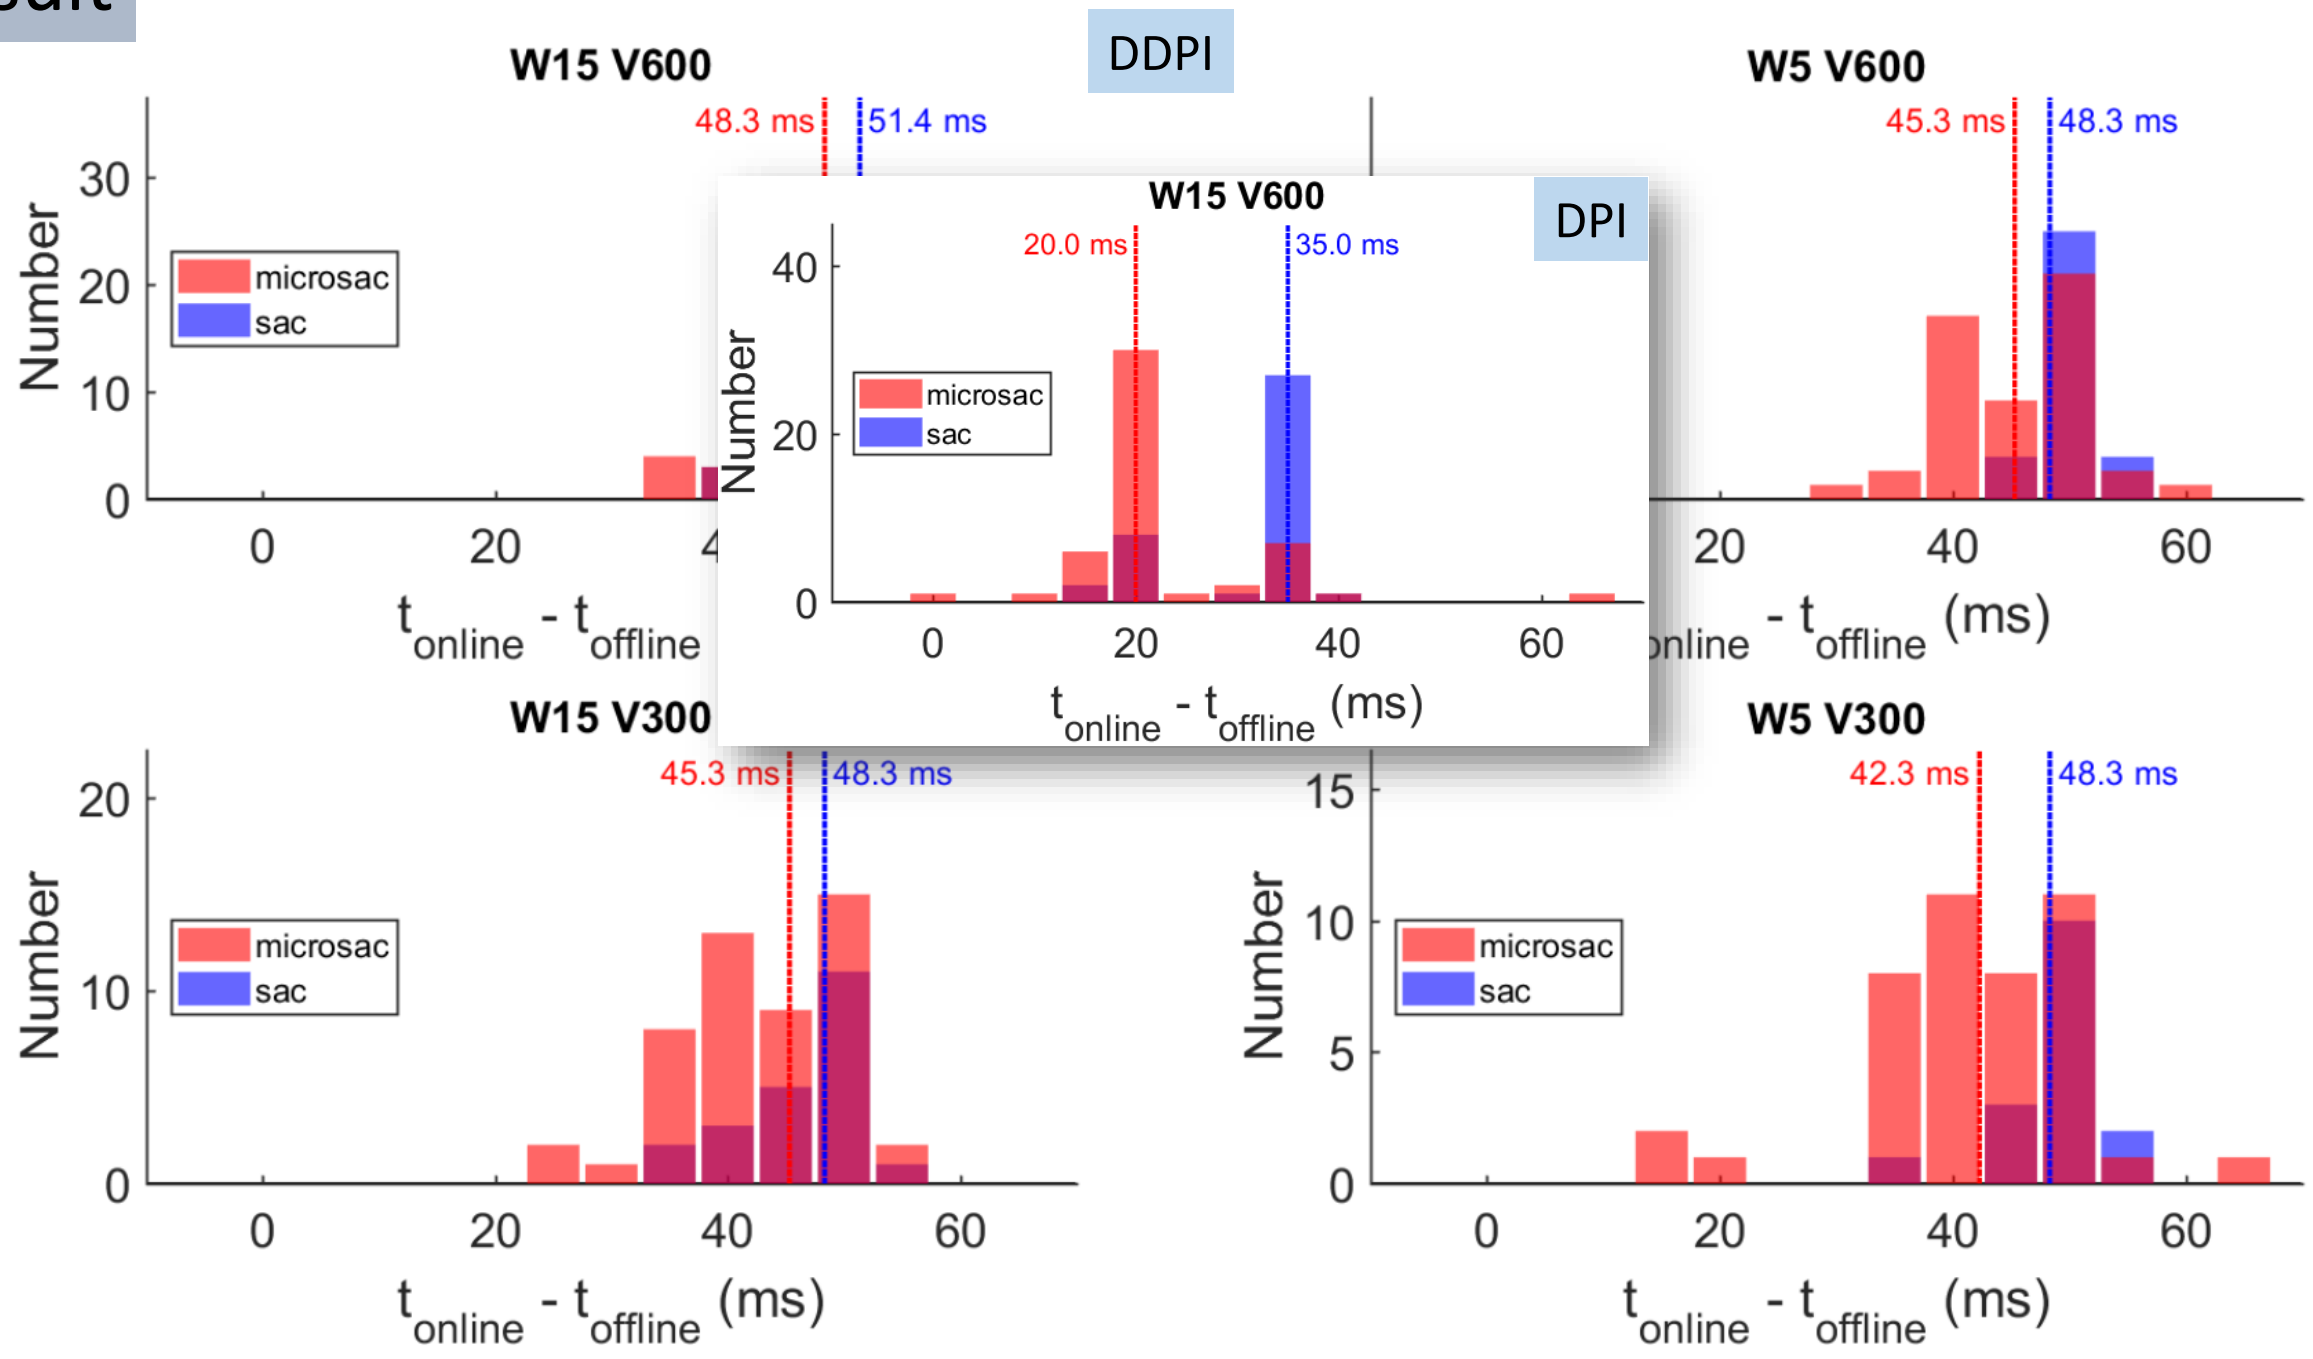 DDPI
W15 V600
48.3 ms
51.4 ms
30
20
10
0
Number
microsac
sac
0
20
t online - t offline
W5 V600
45.3 ms
48.3 ms
20
40
60
online - t offline (ms)
DPI
W15 V600
20.0 ms
35.0 ms
40
20
0
Number
microsac
sac
0
20
40
60
t online - t offline (ms)
W15 V300
45.3 ms
48.3 ms
20
10
0
Number
microsac
sac
0
20
40
60
t online - t offline (ms)
W5 V300
42.3 ms
48.3 ms
15
10
5
0
Number
microsac
sac
0
20
40
60
t online - t offline (ms)